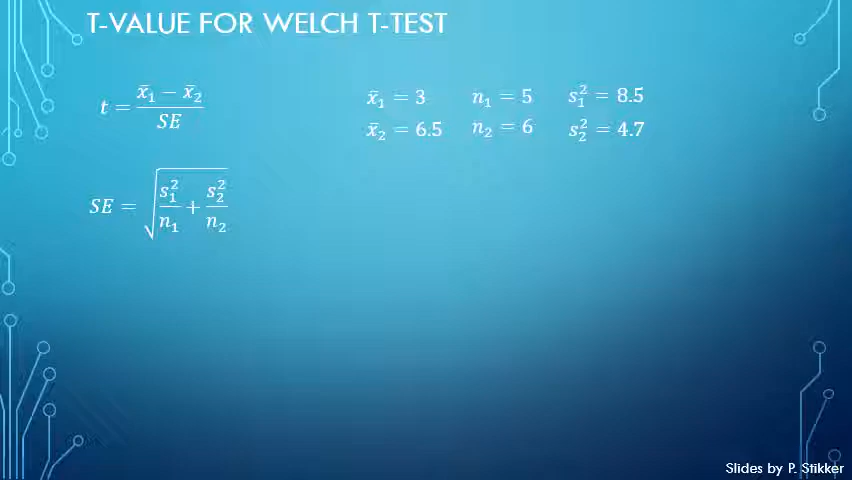 T-VALUE FOR WELCH T-TEST
t = (x̄₁ − x̄₂) / SE
x̄₁ = 3 n₁ = 5 s₁² = 8.5
x̄₂ = 6.5 n₂ = 6 s₂² = 4.7
SE = √(s₁²/n₁ + s₂²/n₂)
Slides by P. Stikker